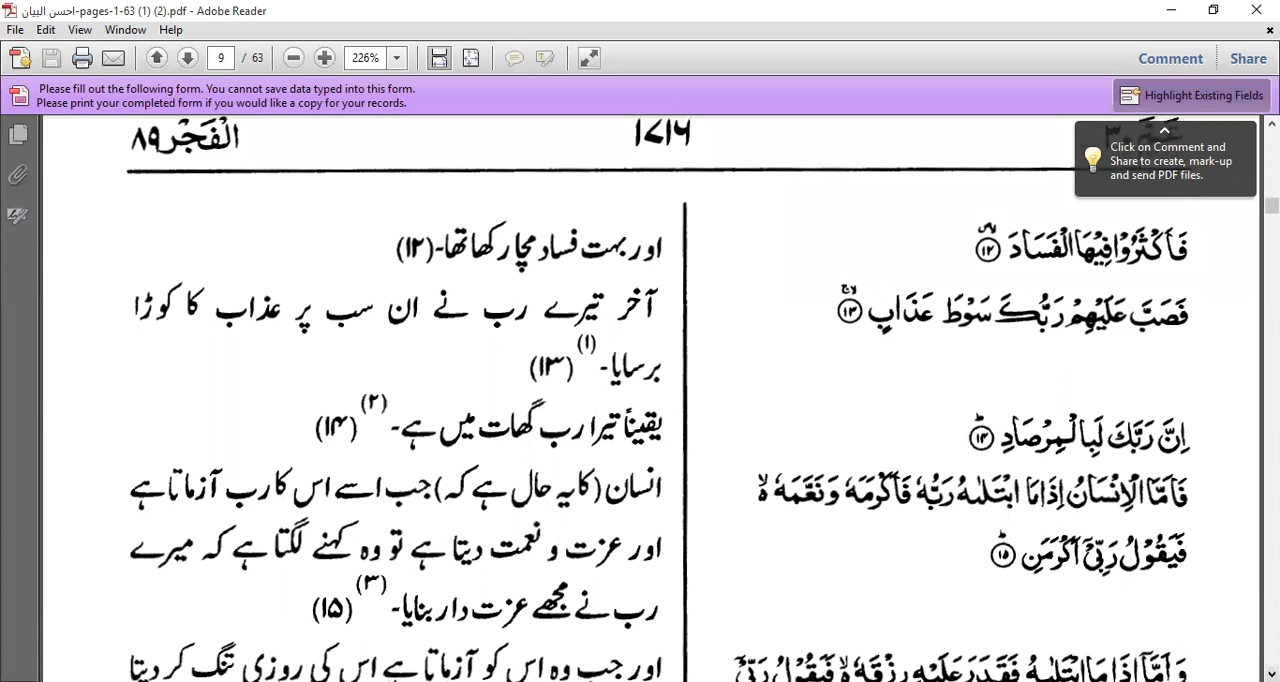 احسن البیان-pages-1-63 (1) (2).pdf - Adobe Reader
File Edit View Window Help
9 / 63 226% Comment Share
Please fill out the following form. You cannot save data typed into this form.
Please print your completed form if you would like a copy for your records.
Highlight Existing Fields
الْفَجْر ۸۹
۱۷۱۶
Click on Comment and
Share to create, mark-up
and send PDF files.
فَاَكْثَرُوْا فِیْهَا الْفَسَادَ ۱۲
فَصَبَّ عَلَیْهِمْ رَبُّكَ سَوْطَ عَذَابٍ ۱۳
اِنَّ رَبَّكَ لَبِالْمِرْصَادِ ۱۴
فَاَمَّا الْاِنْسَانُ اِذَا مَا ابْتَلٰىهُ رَبُّهٗ فَاَكْرَمَهٗ وَنَعَّمَهٗ
فَیَقُوْلُ رَبِّیْۤ اَكْرَمَنِ ۱۵
وَاَمَّاۤ اِذَا مَا ابْتَلٰىهُ فَقَدَرَ عَلَیْهِ رِزْقَهٗ فَیَقُوْلُ رَبِّیْۤ
اور بہت فساد مچا رکھا تھا۔(۱۲)
آخر تیرے رب نے ان سب پر عذاب کا کوڑا
برسایا۔(۱) (۱۳)
یقیناً تیرا رب گھات میں ہے۔(۲) (۱۴)
انسان (کا یہ حال ہے کہ) جب اسے اس کا رب آزماتا ہے
اور عزت و نعمت دیتا ہے تو وہ کہنے لگتا ہے کہ میرے
رب نے مجھے عزت دار بنایا۔(۳) (۱۵)
اور جب وہ اس کو آزماتا ہے اس کی روزی تنگ کر دیتا